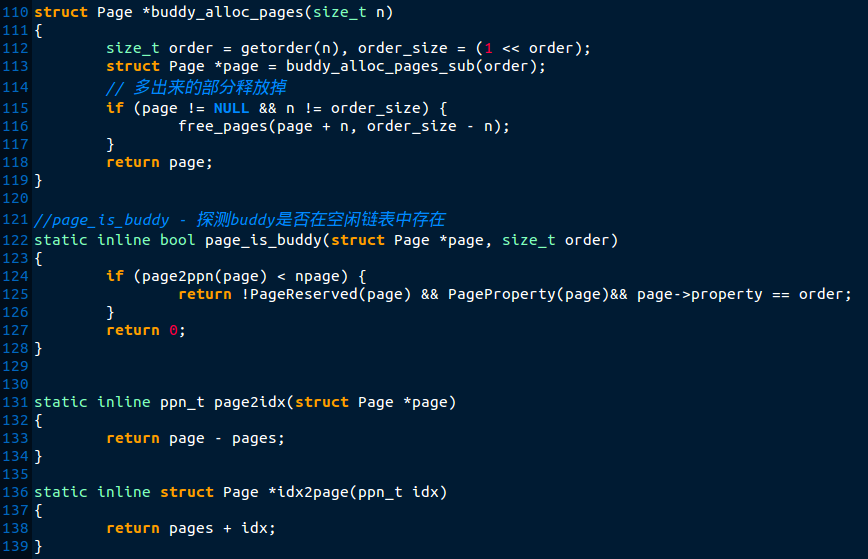 110 struct Page *buddy_alloc_pages(size_t n)
111 {
112         size_t order = getorder(n), order_size = (1 << order);
113         struct Page *page = buddy_alloc_pages_sub(order);
114         // 多出来的部分释放掉
115         if (page != NULL && n != order_size) {
116                 free_pages(page + n, order_size - n);
117         }
118         return page;
119 }
120
121 //page_is_buddy - 探测buddy是否在空闲链表中存在
122 static inline bool page_is_buddy(struct Page *page, size_t order)
123 {
124         if (page2ppn(page) < npage) {
125                 return !PageReserved(page) && PageProperty(page)&& page->property == order;
126         }
127         return 0;
128 }
129
130
131 static inline ppn_t page2idx(struct Page *page)
132 {
133         return page - pages;
134 }
135
136 static inline struct Page *idx2page(ppn_t idx)
137 {
138         return pages + idx;
139 }